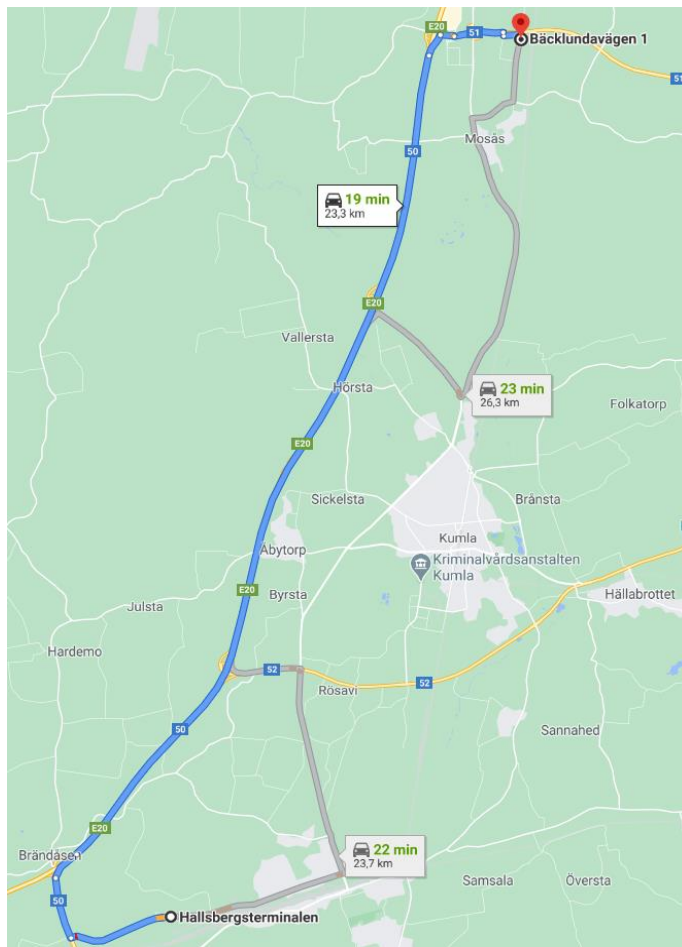 E20
51
Bäcklundavägen 1
51
Mosås
50
19 min
23,3 km
E20
Vallersta
Hörsta
23 min
26,3 km
Folkatorp
E20
Sickelsta
Brånsta
Kumla
Åbytorp
Kriminalvårdsanstalten
Kumla
E20
Byrsta
Hällabrottet
Julsta
Hardemo
52
Rösavi
52
50
Sannahed
E20
22 min
23,7 km
Brändåsen
Samsala
Översta
50
Hallsbergsterminalen